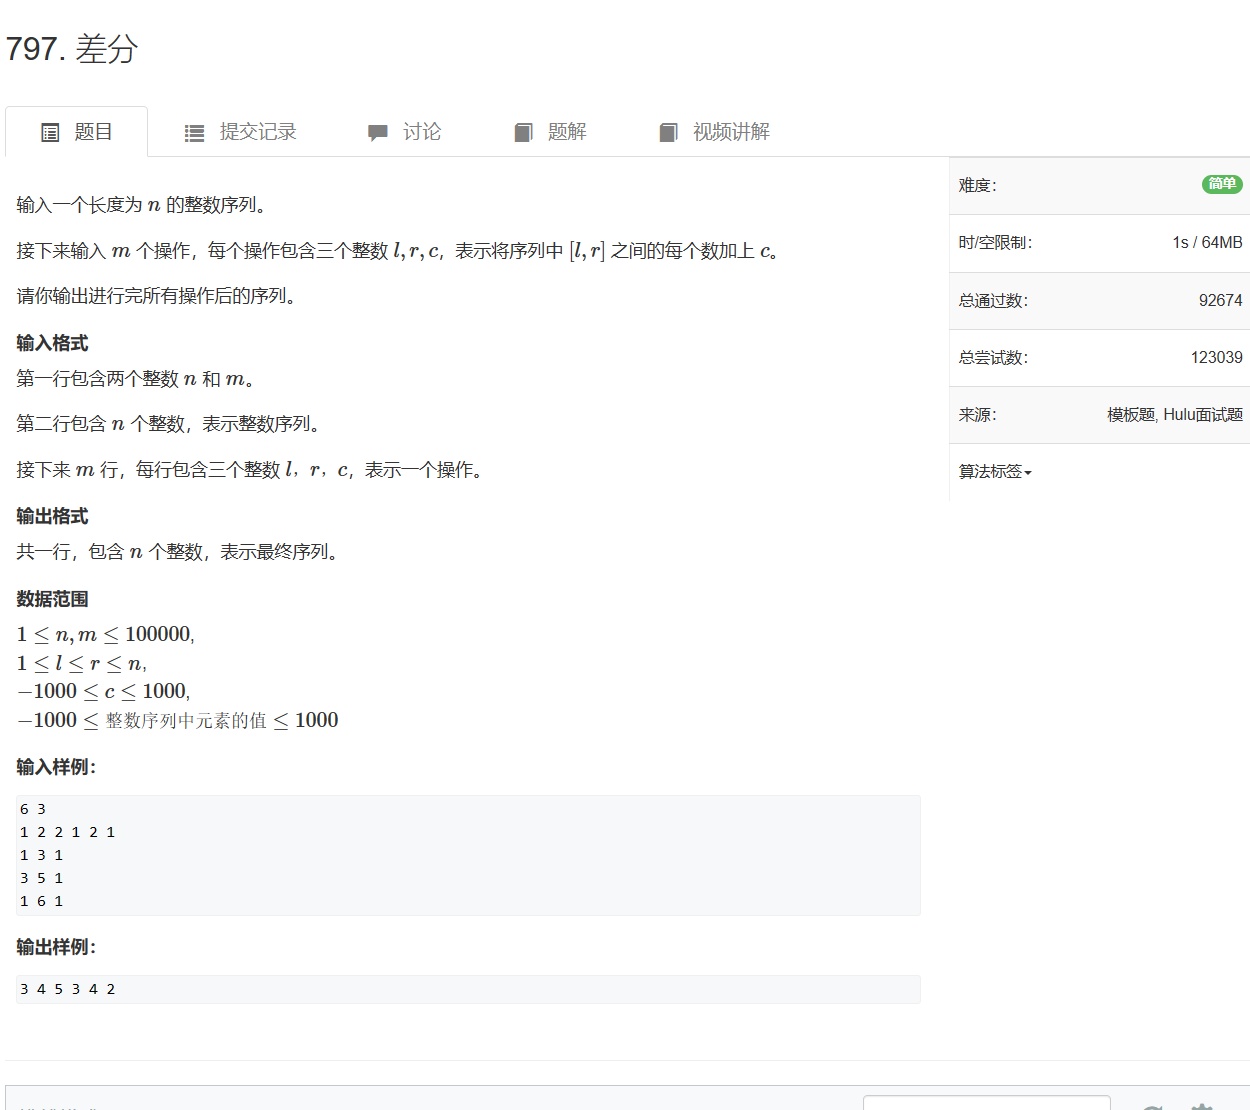 797. 差分
题目 提交记录 讨论 题解 视频讲解
输入一个长度为 n 的整数序列。
接下来输入 m 个操作，每个操作包含三个整数 l, r, c，表示将序列中 [l, r] 之间的每个数加上 c。
请你输出进行完所有操作后的序列。
输入格式
第一行包含两个整数 n 和 m。
第二行包含 n 个整数，表示整数序列。
接下来 m 行，每行包含三个整数 l，r，c，表示一个操作。
输出格式
共一行，包含 n 个整数，表示最终序列。
数据范围
1 ≤ n, m ≤ 100000,
1 ≤ l ≤ r ≤ n,
−1000 ≤ c ≤ 1000,
−1000 ≤ 整数序列中元素的值 ≤ 1000
输入样例：
6 3
1 2 2 1 2 1
1 3 1
3 5 1
1 6 1
输出样例：
3 4 5 3 4 2
难度： 简单
时/空限制： 1s / 64MB
总通过数： 92674
总尝试数： 123039
来源： 模板题, Hulu面试题
算法标签